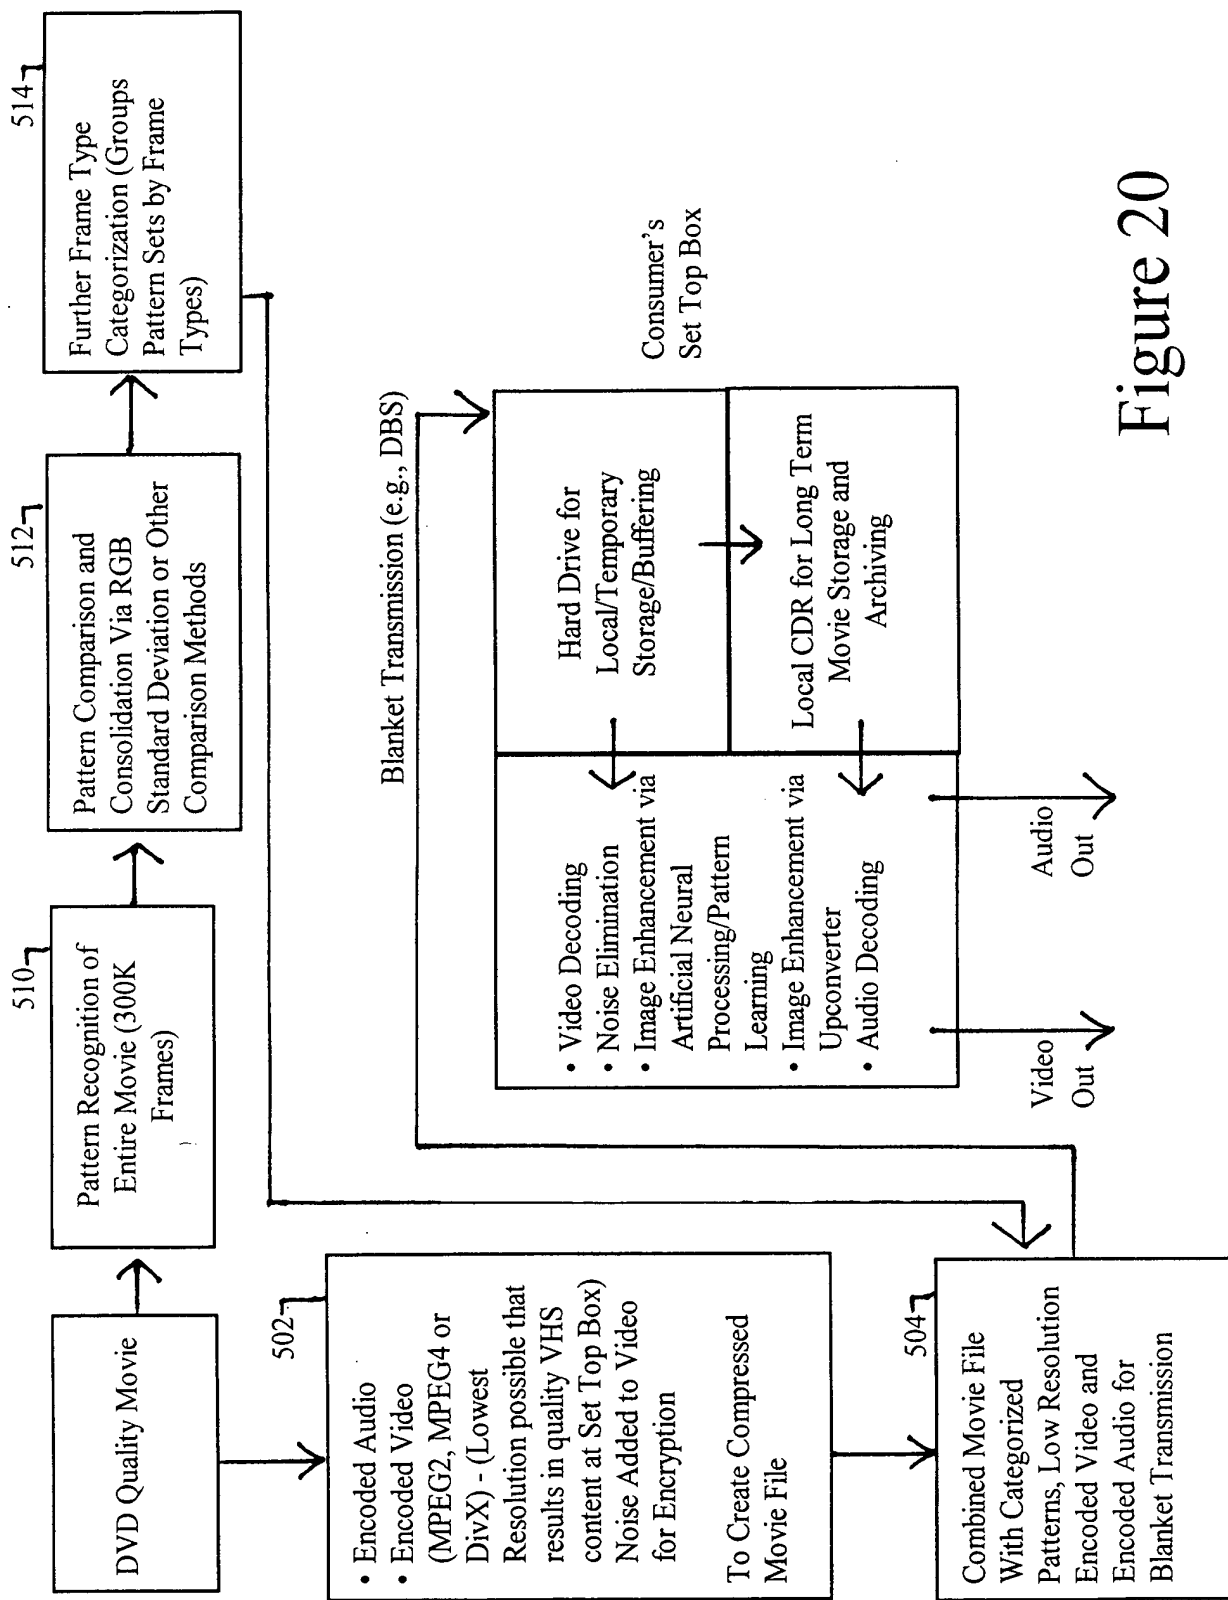 DVD Quality Movie
510
Pattern Recognition of
Entire Movie (300K
Frames)
512
Pattern Comparison and
Consolidation Via RGB
Standard Deviation or Other
Comparison Methods
514
Further Frame Type
Categorization (Groups
Pattern Sets by Frame
Types)
502
• Encoded Audio
• Encoded Video
(MPEG2, MPEG4 or
DivX) - (Lowest
Resolution possible that
results in quality VHS
content at Set Top Box)
Noise Added to Video
for Encryption
To Create Compressed
Movie File
504
Combined Movie File
With Categorized
Patterns, Low Resolution
Encoded Video and
Encoded Audio for
Blanket Transmission
Blanket Transmission (e.g., DBS)
• Video Decoding
• Noise Elimination
• Image Enhancement via
Artificial Neural
Processing/Pattern
Learning
• Image Enhancement via
Upconverter
• Audio Decoding
Hard Drive for
Local/Temporary
Storage/Buffering
Local CDR for Long Term
Movie Storage and
Archiving
Consumer's
Set Top Box
Video
Out
Audio
Out
Figure 20